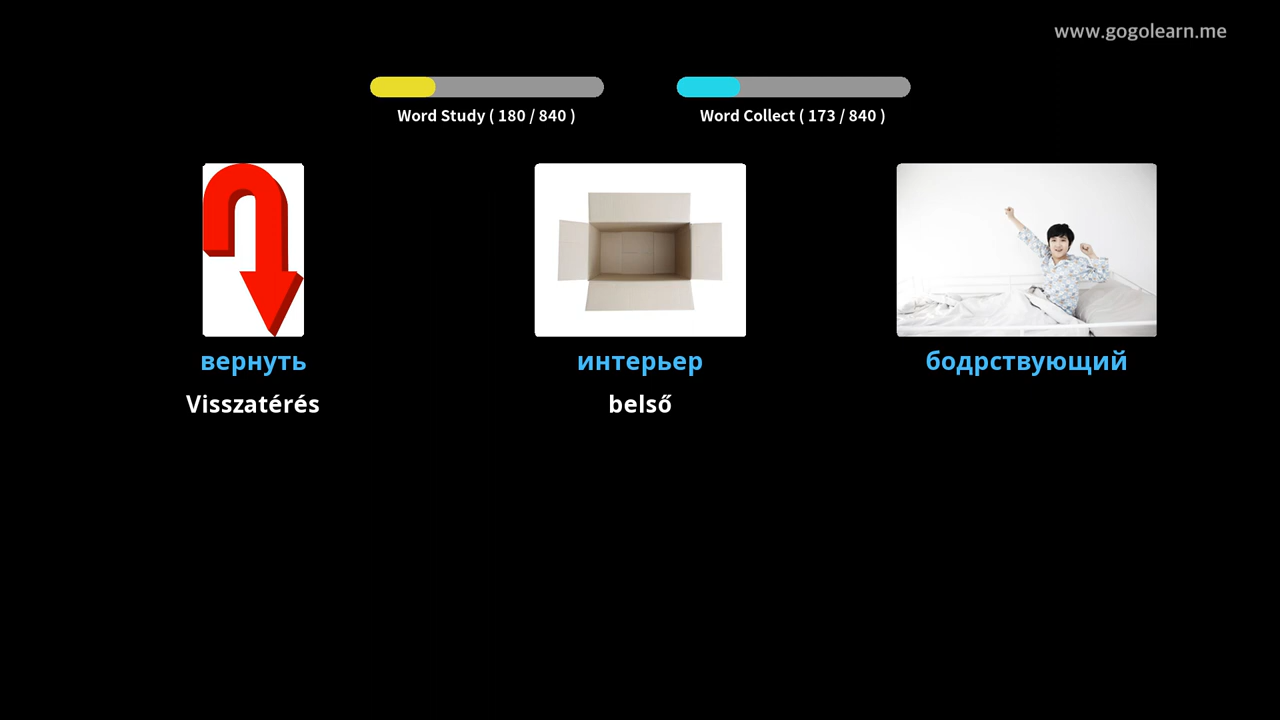 www.gogolearn.me
Word Study ( 180 / 840 )
Word Collect ( 173 / 840 )
вернуть
интерьер
бодрствующий
Visszatérés
belső